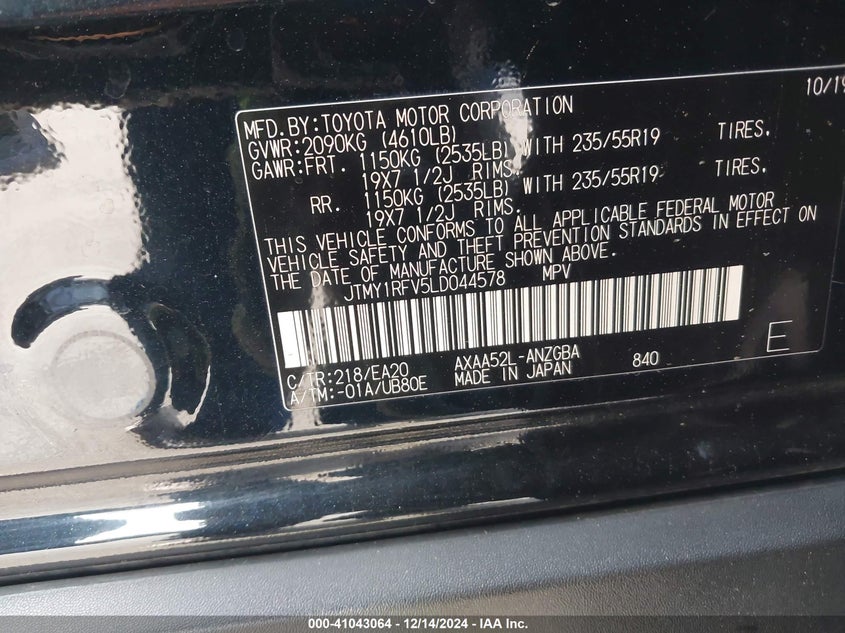 10/19
MFD.BY:TOYOTA MOTOR CORPORATION
GVWR:2090KG (4610LB)
GAWR:FRT. 1150KG (2535LB) WITH 235/55R19 TIRES.
19X7 1/2J RIMS.
RR. 1150KG (2535LB) WITH 235/55R19 TIRES.
19X7 1/2J RIMS.
THIS VEHICLE CONFORMS TO ALL APPLICABLE FEDERAL MOTOR
VEHICLE SAFETY AND THEFT PREVENTION STANDARDS IN EFFECT ON
THE DATE OF MANUFACTURE SHOWN ABOVE.
JTMY1RFV5LD044578 MPV
C/TR:218/EA20 AXAA52L-ANZGBA 840 E
A/TM:-01A/UB80E MADE IN JAPAN
000-41043064 - 12/14/2024 - IAA Inc.